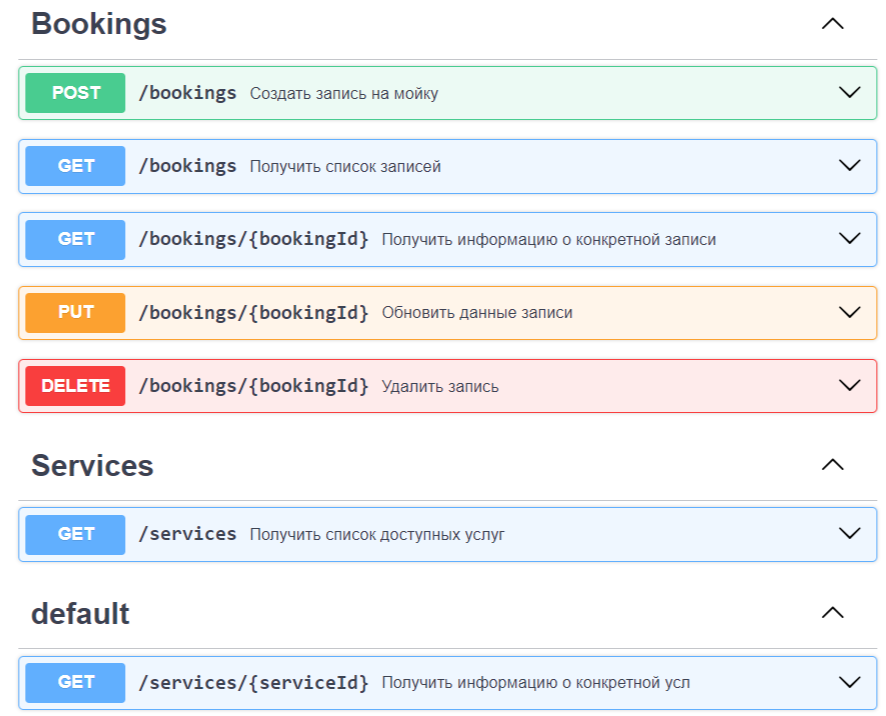 Bookings
POST /bookings Создать запись на мойку
GET /bookings Получить список записей
GET /bookings/{bookingId} Получить информацию о конкретной записи
PUT /bookings/{bookingId} Обновить данные записи
DELETE /bookings/{bookingId} Удалить запись
Services
GET /services Получить список доступных услуг
default
GET /services/{serviceId} Получить информацию о конкретной усл